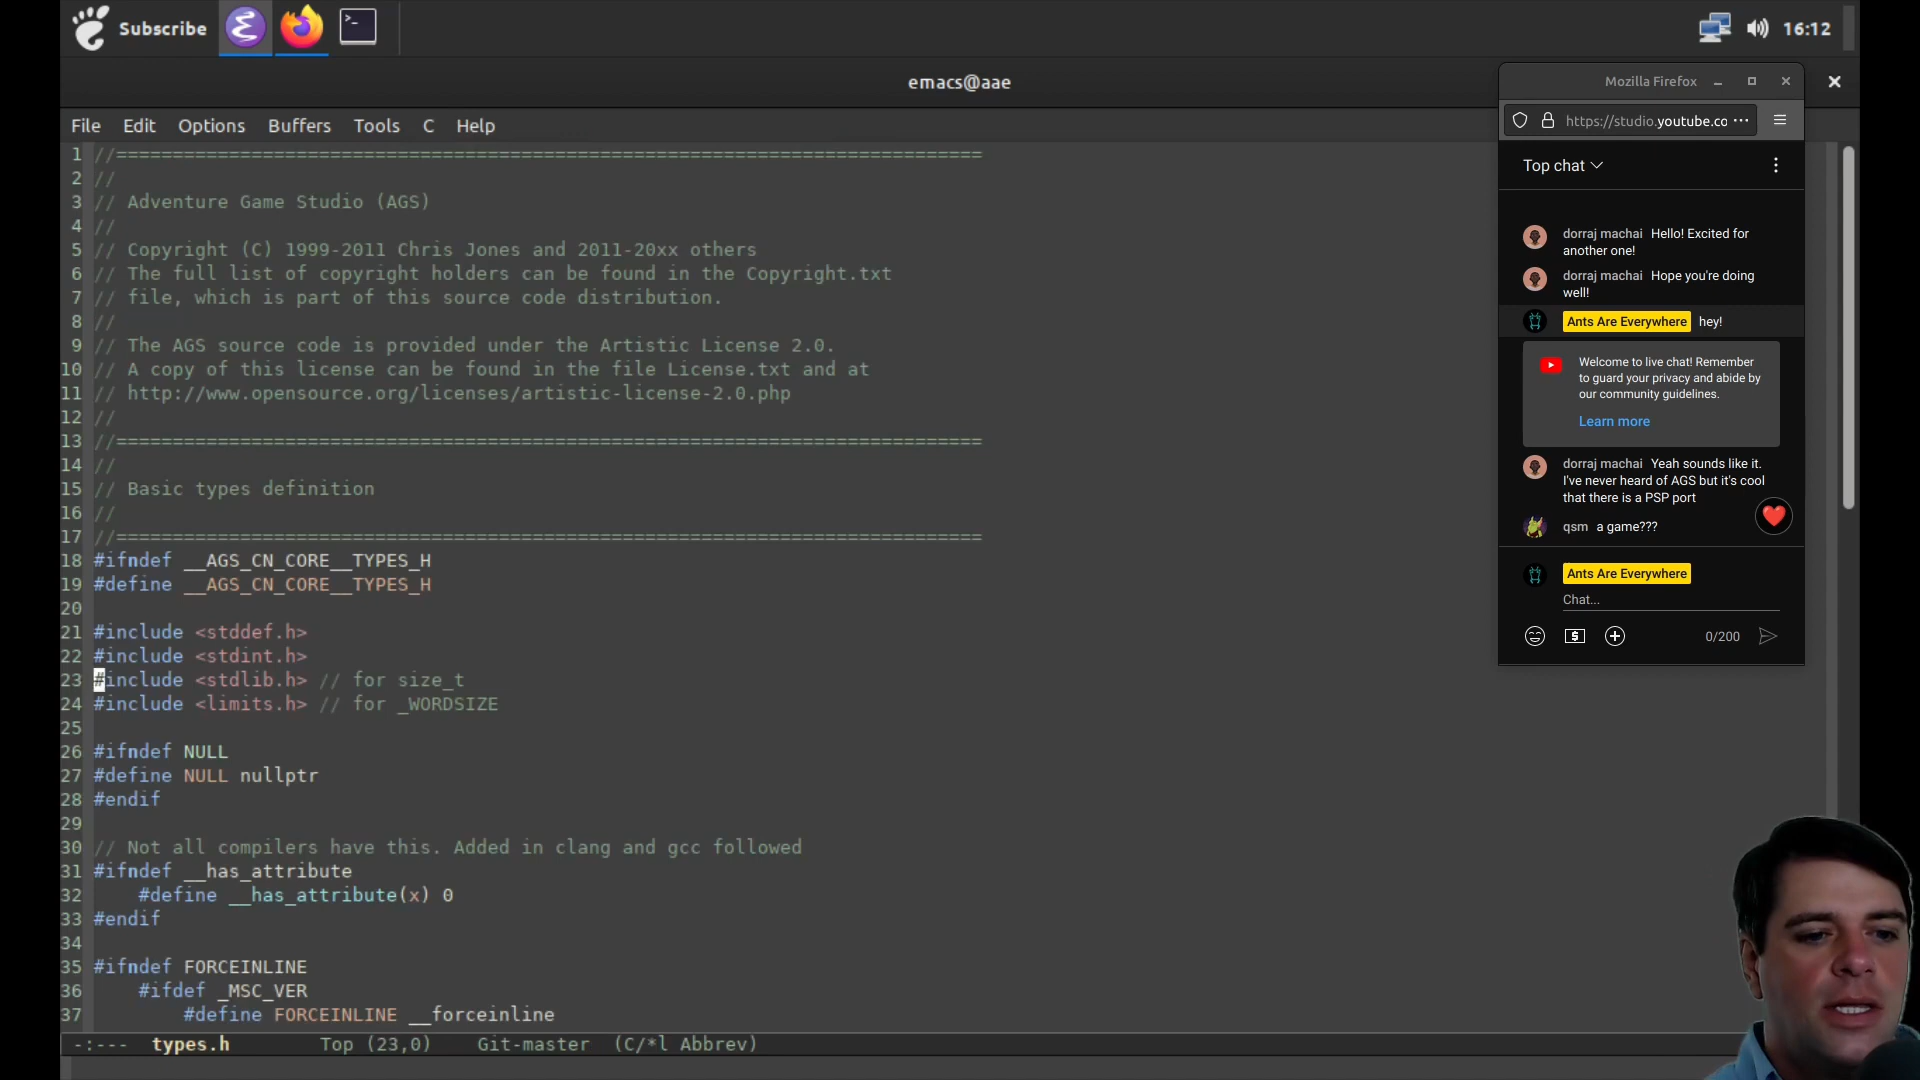 Subscribe
16:12
emacs@aae
File Edit Options Buffers Tools C Help
1 //=============================================================================
2 //
3 // Adventure Game Studio (AGS)
4 //
5 // Copyright (C) 1999-2011 Chris Jones and 2011-20xx others
6 // The full list of copyright holders can be found in the Copyright.txt
7 // file, which is part of this source code distribution.
8 //
9 // The AGS source code is provided under the Artistic License 2.0.
10 // A copy of this license can be found in the file License.txt and at
11 // http://www.opensource.org/licenses/artistic-license-2.0.php
12 //
13 //=============================================================================
14 //
15 // Basic types definition
16 //
17 //=============================================================================
18 #ifndef __AGS_CN_CORE__TYPES_H
19 #define __AGS_CN_CORE__TYPES_H
20
21 #include <stddef.h>
22 #include <stdint.h>
23 #include <stdlib.h> // for size_t
24 #include <limits.h> // for _WORDSIZE
25
26 #ifndef NULL
27 #define NULL nullptr
28 #endif
29
30 // Not all compilers have this. Added in clang and gcc followed
31 #ifndef __has_attribute
32     #define __has_attribute(x) 0
33 #endif
34
35 #ifndef FORCEINLINE
36     #ifdef _MSC_VER
37         #define FORCEINLINE __forceinline
-:--- types.h Top (23,0) Git-master (C/*l Abbrev)
Mozilla Firefox
https://studio.youtube.co
Top chat
dorraj machai Hello! Excited for
another one!
dorraj machai Hope you're doing
well!
Ants Are Everywhere hey!
Welcome to live chat! Remember
to guard your privacy and abide by
our community guidelines.
Learn more
dorraj machai Yeah sounds like it.
I've never heard of AGS but it's cool
that there is a PSP port
qsm a game???
Ants Are Everywhere
Chat...
0/200